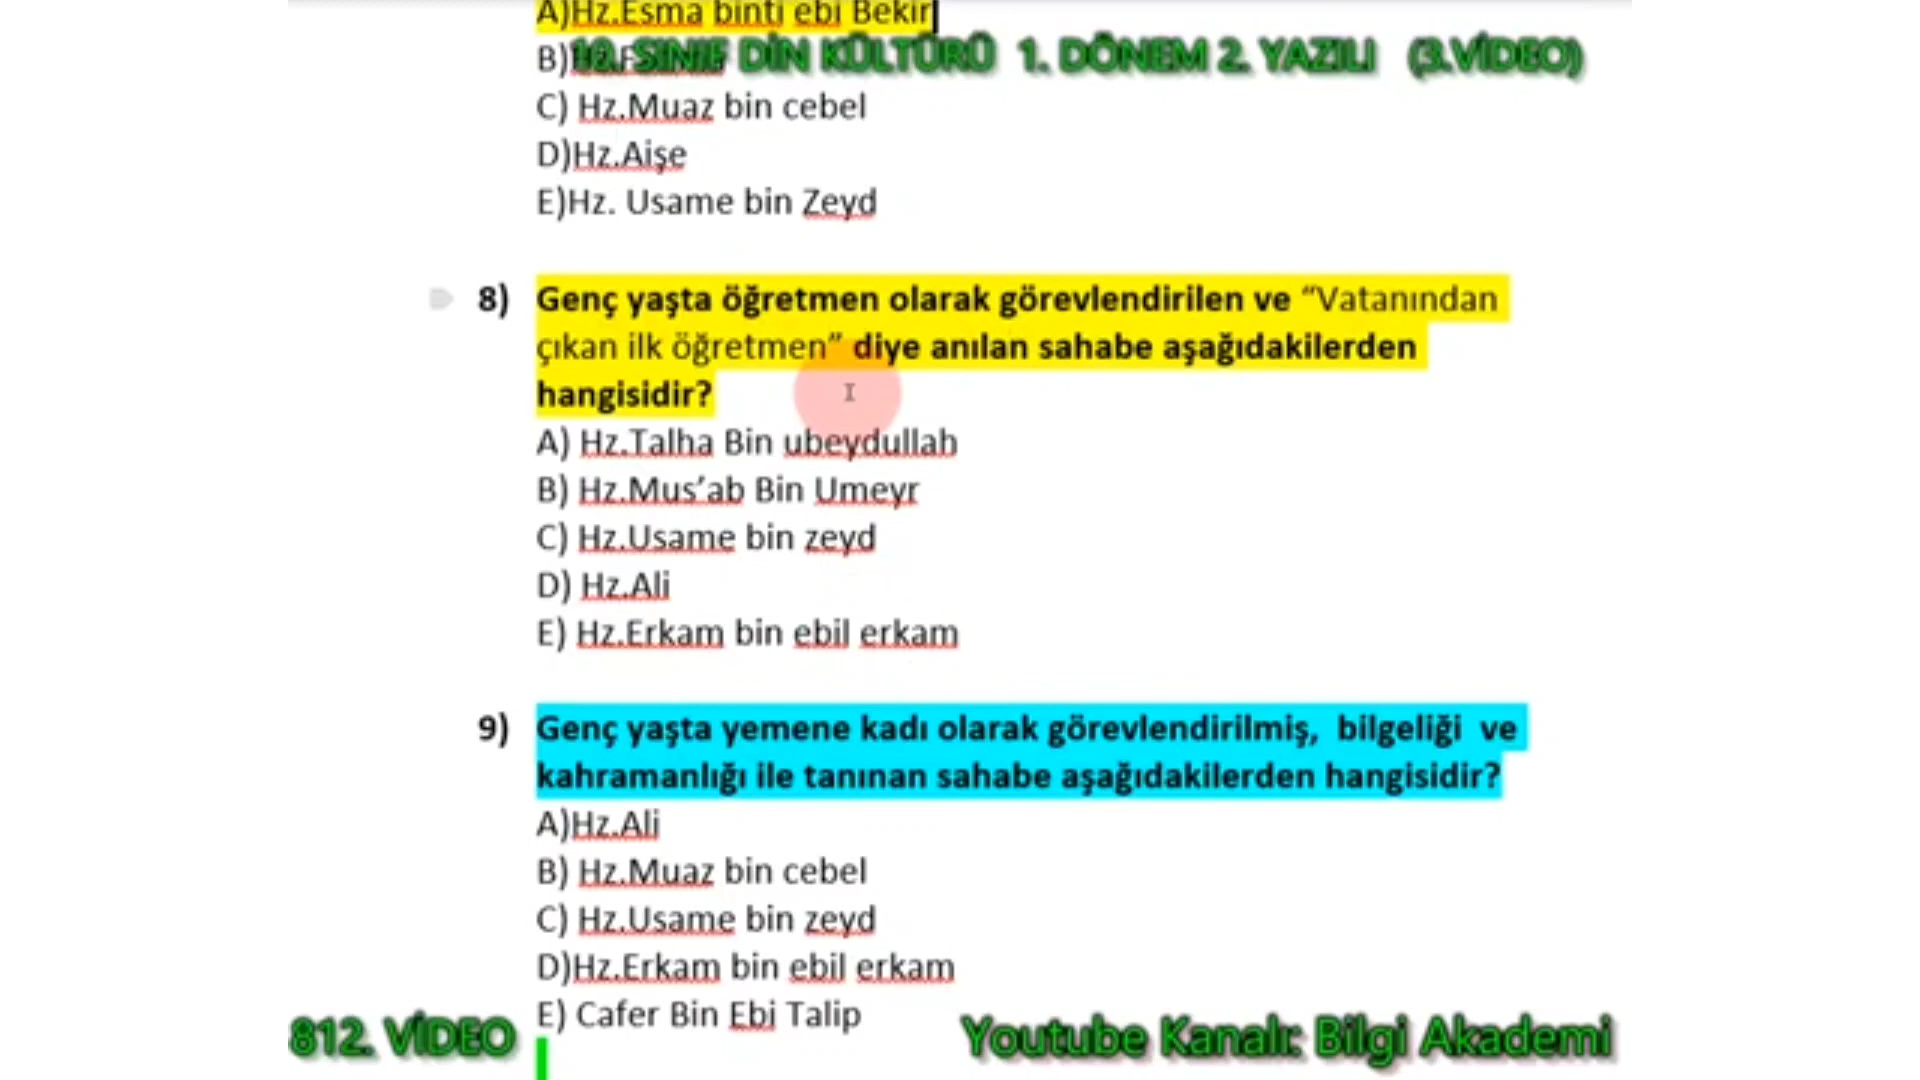 A)Hz.Esma binti ebi Bekir
10. SINIF DİN KÜLTÜRÜ 1. DÖNEM 2. YAZILI (3.VİDEO)
B)
C) Hz.Muaz bin cebel
D)Hz.Aişe
E)Hz. Usame bin Zeyd
8) Genç yaşta öğretmen olarak görevlendirilen ve “Vatanından
çıkan ilk öğretmen” diye anılan sahabe aşağıdakilerden
hangisidir?
A) Hz.Talha Bin ubeydullah
B) Hz.Mus’ab Bin Umeyr
C) Hz.Usame bin zeyd
D) Hz.Ali
E) Hz.Erkam bin ebil erkam
9) Genç yaşta yemene kadı olarak görevlendirilmiş, bilgeliği ve
kahramanlığı ile tanınan sahabe aşağıdakilerden hangisidir?
A)Hz.Ali
B) Hz.Muaz bin cebel
C) Hz.Usame bin zeyd
D)Hz.Erkam bin ebil erkam
E) Cafer Bin Ebi Talip
812. VİDEO
Youtube Kanalı: Bilgi Akademi